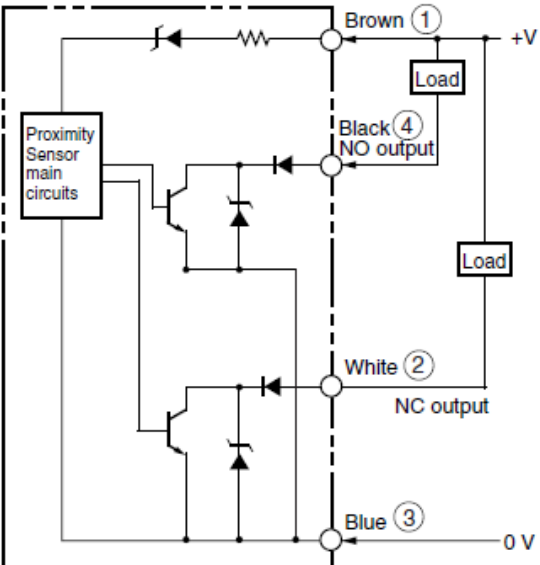 Brown ①
+V
Load
Black ④
NO output
Proximity
Sensor
main
circuits
Load
White ②
NC output
Blue ③
0 V